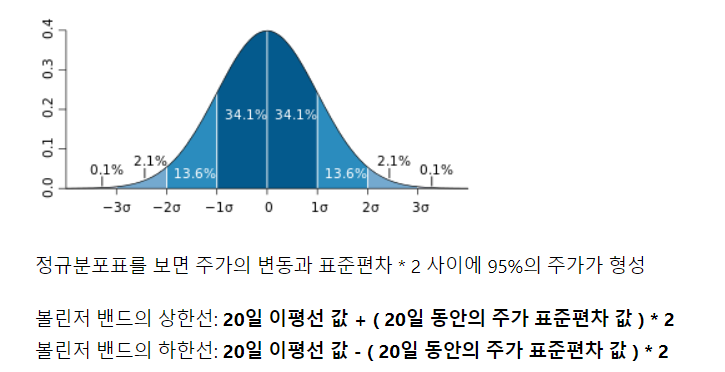 0.4
0.3
0.2
0.1
0.0
34.1% 34.1%
0.1% 2.1% 13.6% 13.6% 2.1% 0.1%
−3σ −2σ −1σ 0 1σ 2σ 3σ
정규분포표를 보면 주가의 변동과 표준편차 * 2 사이에 95%의 주가가 형성
볼린저 밴드의 상한선: 20일 이평선 값 + ( 20일 동안의 주가 표준편차 값 ) * 2
볼린저 밴드의 하한선: 20일 이평선 값 - ( 20일 동안의 주가 표준편차 값 ) * 2